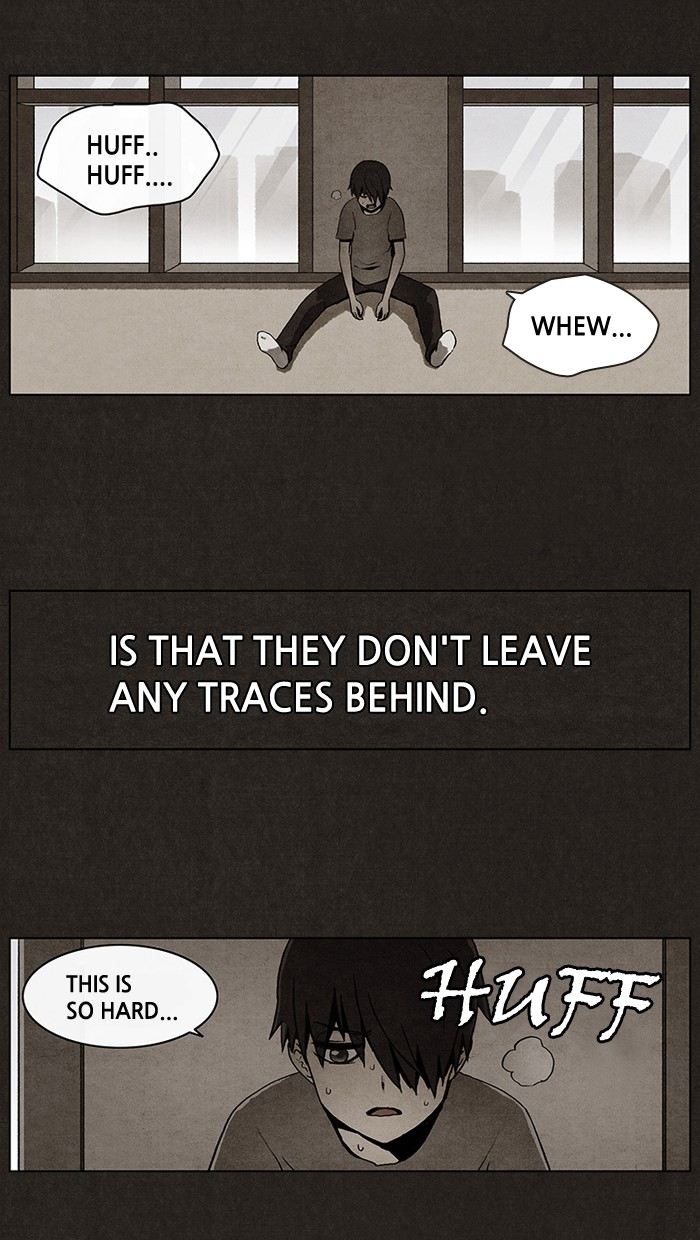 HUFF..
HUFF....
WHEW...
IS THAT THEY DON'T LEAVE
ANY TRACES BEHIND.
THIS IS
SO HARD...
HUFF